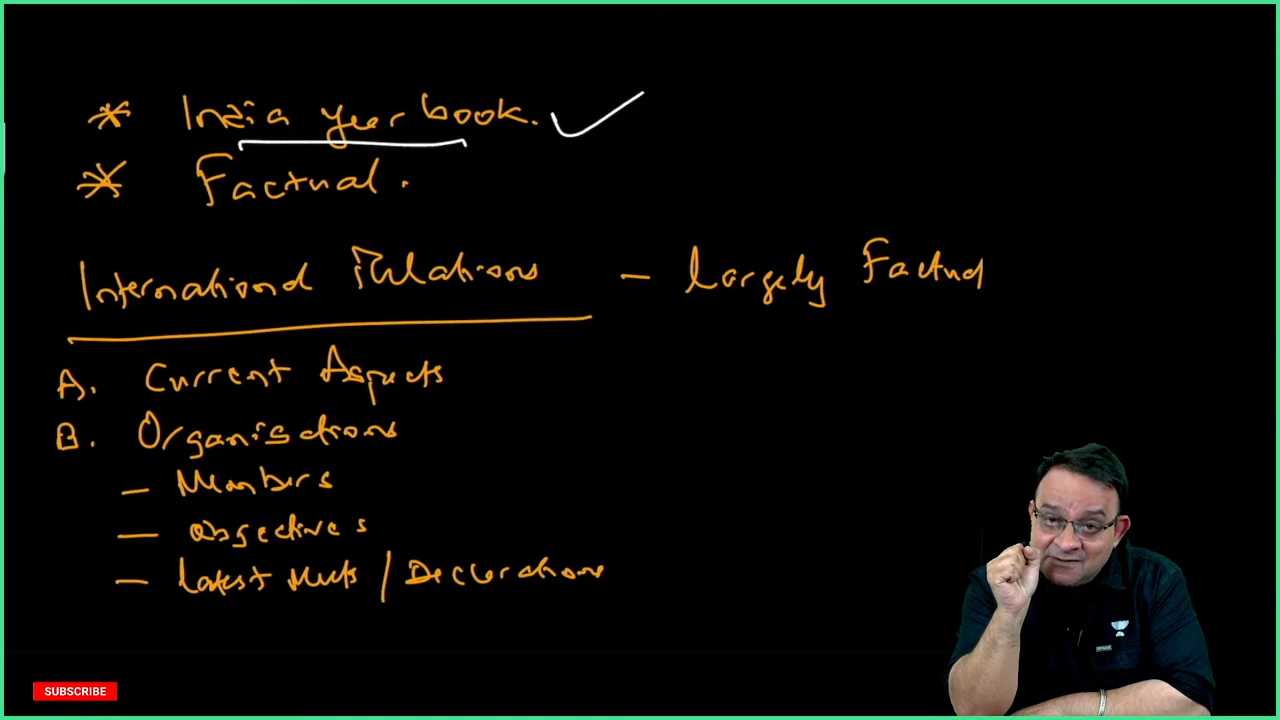 * India year book.
* Factual.
International Relations - largely Factual
A. Current Aspects
B. Organisations
- Members
- objectives
- latest Meets / Declarations
SUBSCRIBE